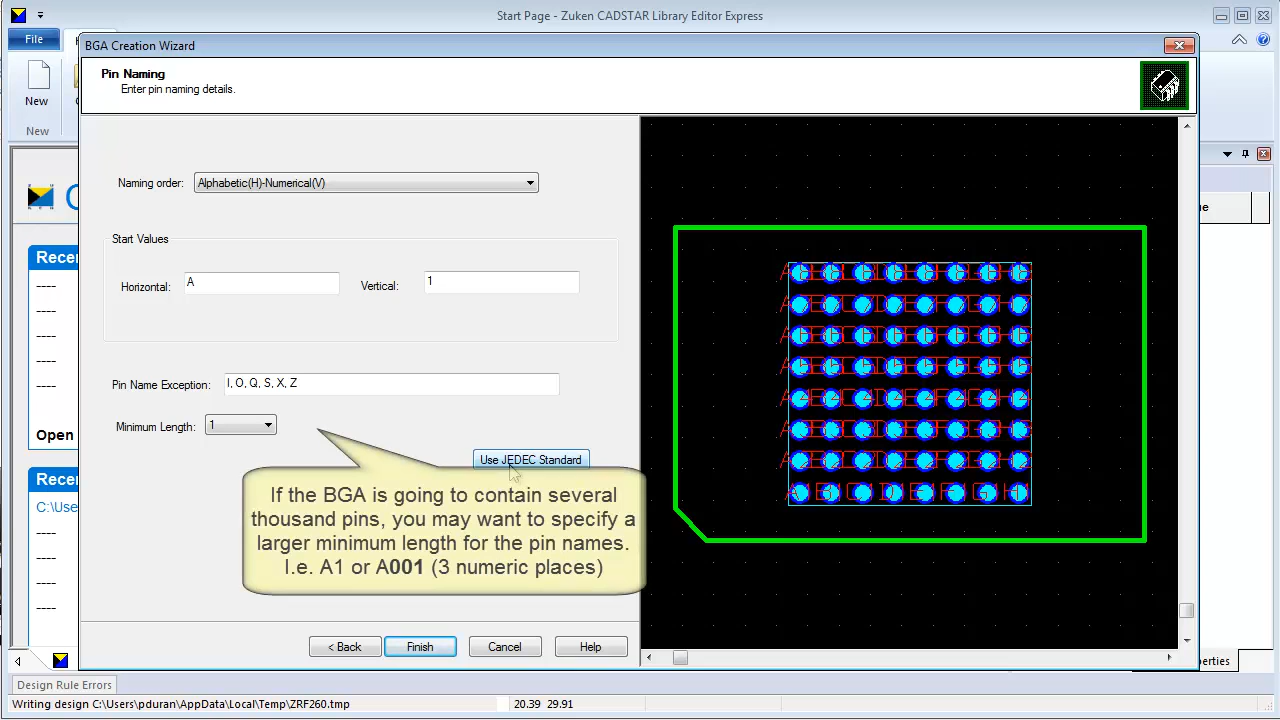 Start Page - Zuken CADSTAR Library Editor Express
File
New
New
BGA Creation Wizard
Pin Naming
Enter pin naming details.
Naming order: Alphabetic(H)-Numerical(V)
Start Values
Horizontal: A Vertical: 1
Pin Name Exception: I, O, Q, S, X, Z
Minimum Length: 1
Use JEDEC Standard
If the BGA is going to contain several
thousand pins, you may want to specify a
larger minimum length for the pin names.
I.e. A1 or A001 (3 numeric places)
< Back Finish Cancel Help
Recen
----
----
----
----
Open
Recen
C:\Use
----
----
----
Design Rule Errors
Writing design C:\Users\pduran\AppData\Local\Temp\ZRF260.tmp 20.39 29.91